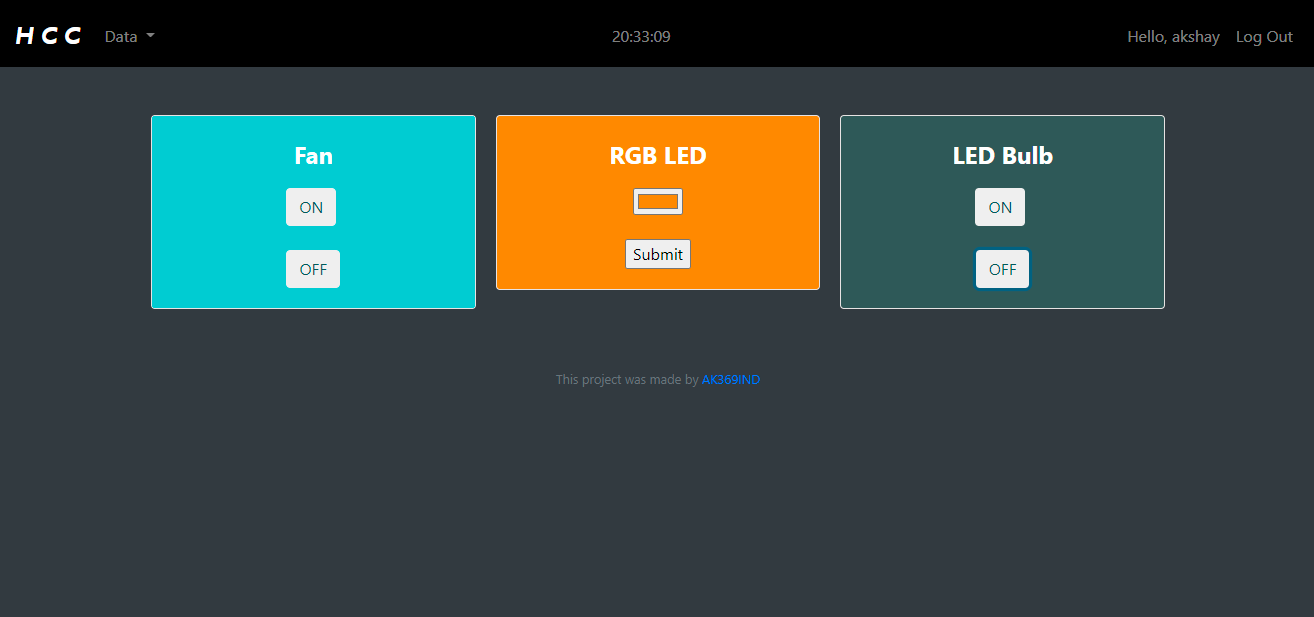 H C C Data 20:33:09 Hello, akshay Log Out
Fan
ON
OFF
RGB LED
Submit
LED Bulb
ON
OFF
This project was made by AK369IND